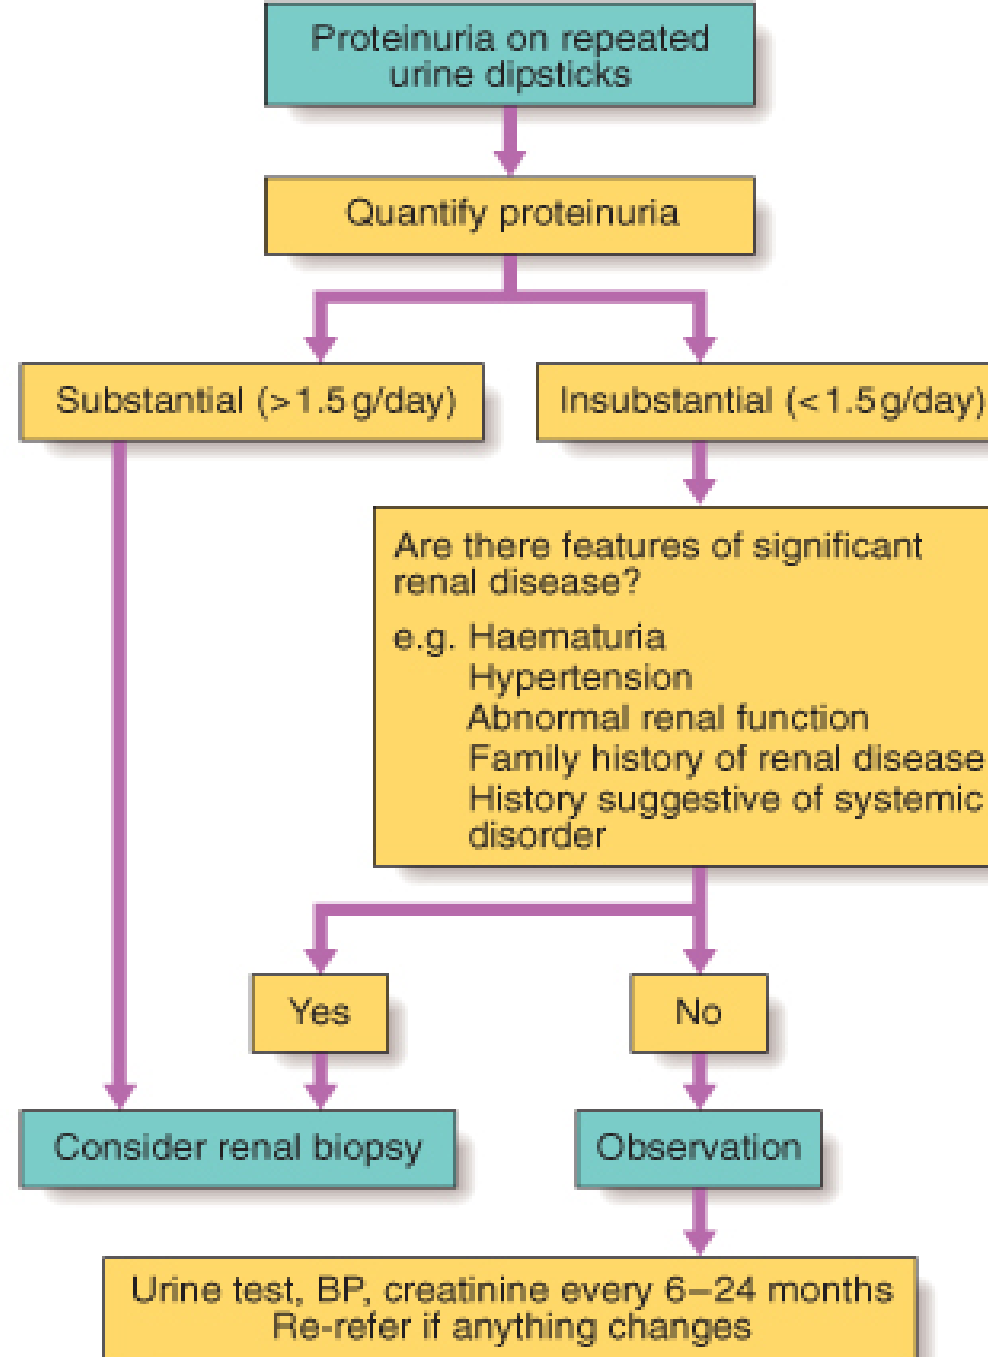 Proteinuria on repeated
urine dipsticks
Quantify proteinuria
Substantial (>1.5 g/day)
Insubstantial (<1.5 g/day)
Are there features of significant
renal disease?
e.g. Haematuria
Hypertension
Abnormal renal function
Family history of renal disease
History suggestive of systemic
disorder
Yes
No
Consider renal biopsy
Observation
Urine test, BP, creatinine every 6–24 months
Re-refer if anything changes